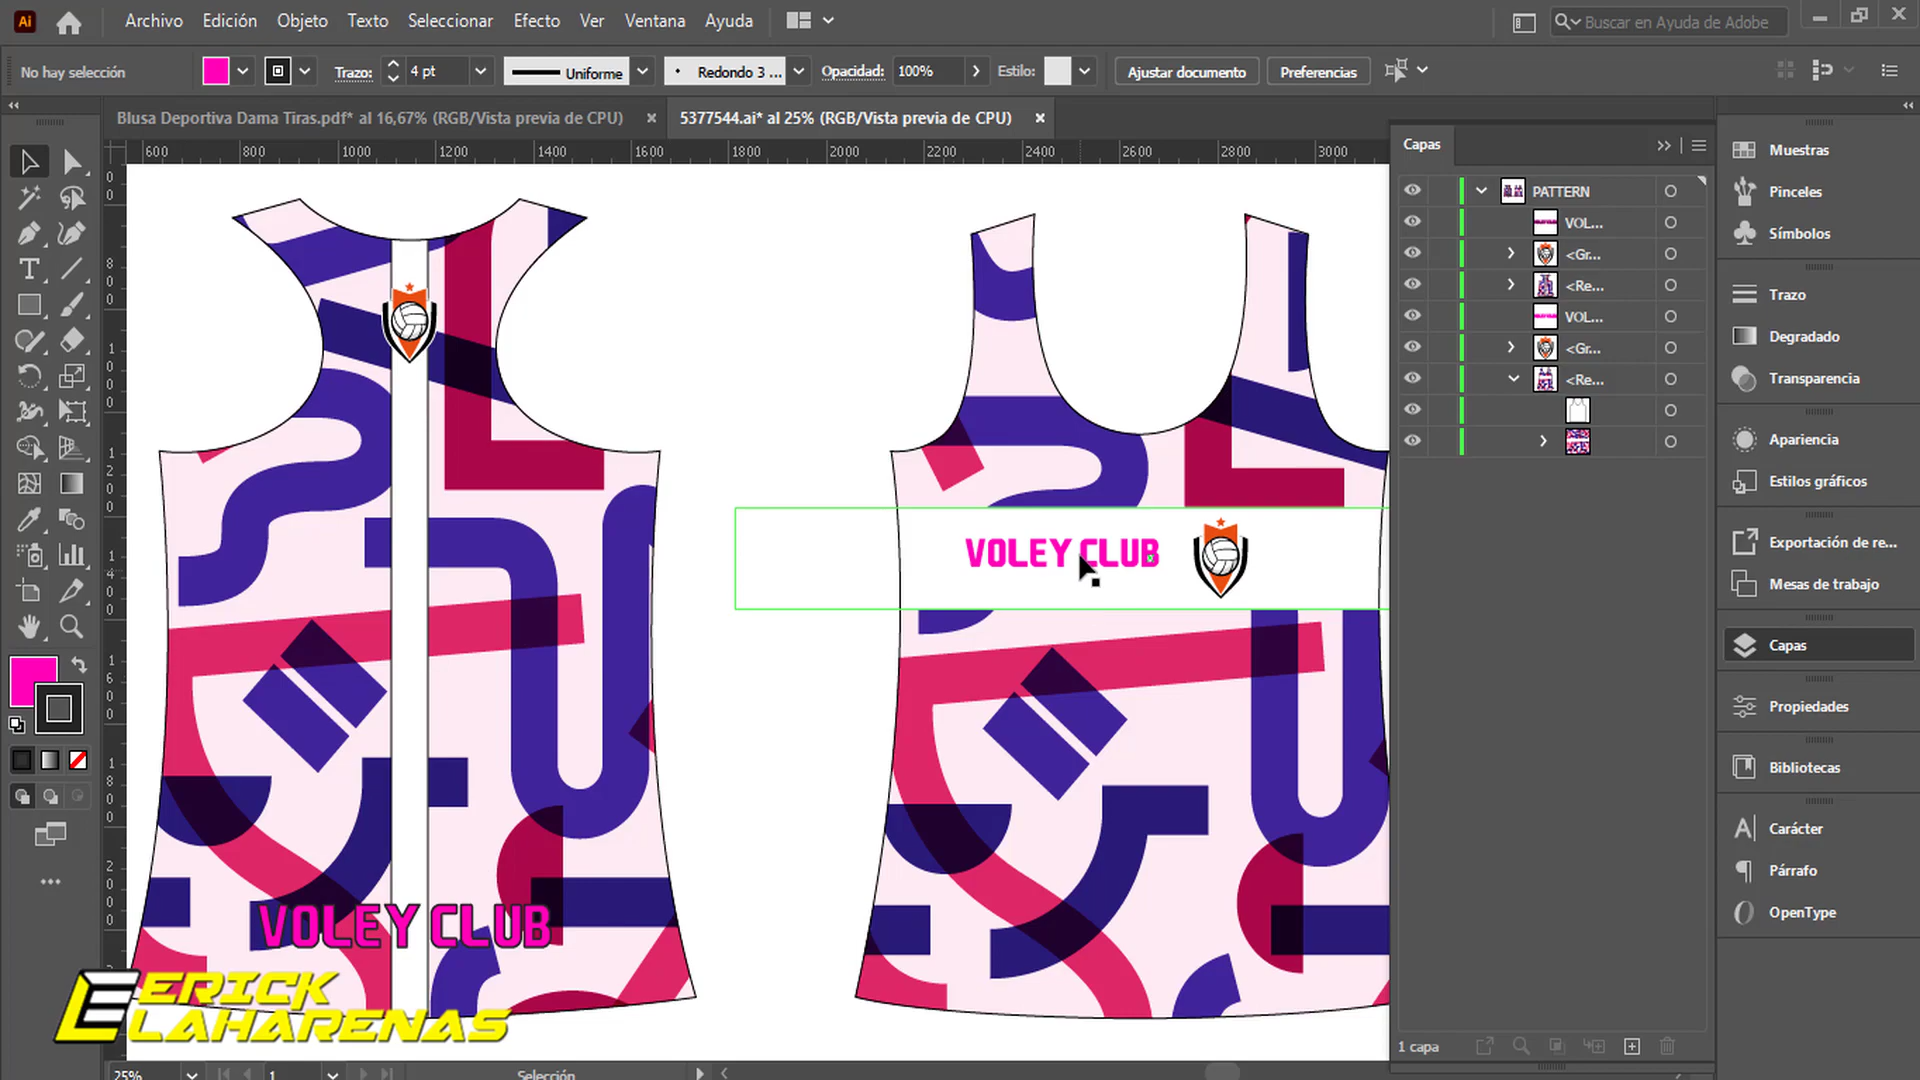 Ai Archivo Edición Objeto Texto Seleccionar Efecto Ver Ventana Ayuda Buscar en Ayuda de Adobe
No hay selección Trazo: 4 pt Uniforme Redondo 3 ... Opacidad: 100% Estilo: Ajustar documento Preferencias
Blusa Deportiva Dama Tiras.pdf* al 16,67% (RGB/Vista previa de CPU) 5377544.ai* al 25% (RGB/Vista previa de CPU)
600 800 1000 1200 1400 1600 1800 2000 2200 2400 2600 2800 3000
Capas
PATTERN
VOL...
<Gr...
<Re...
VOL...
<Gr...
<Re...
Muestras
Pinceles
Símbolos
Trazo
Degradado
Transparencia
Apariencia
Estilos gráficos
Exportación de re...
Mesas de trabajo
Capas
Propiedades
Bibliotecas
Carácter
Párrafo
OpenType
VOLEY CLUB
VOLEY CLUB
ERICK
LAHARENAS
1 capa
25% 1 Selección